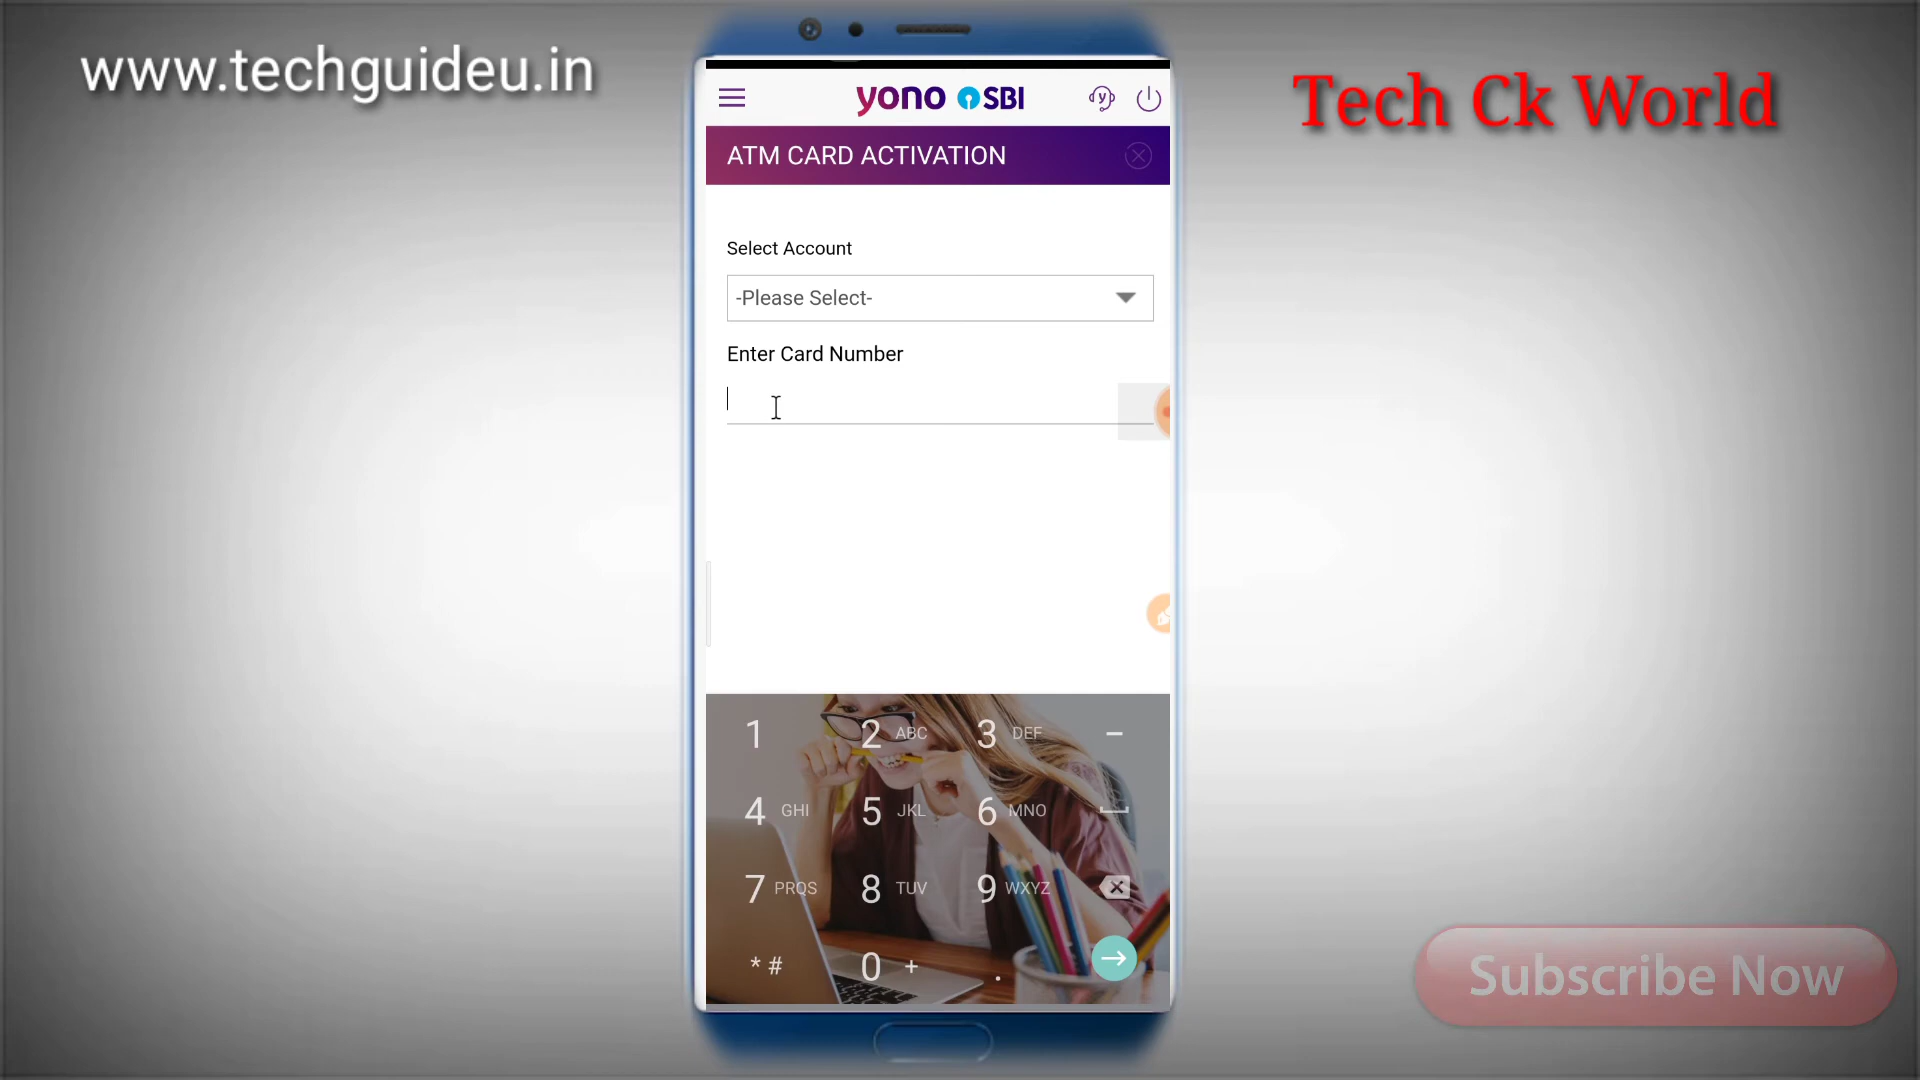 www.techguideu.in
Tech Ck World
yono SBI
y
ATM CARD ACTIVATION
Select Account
-Please Select-
Enter Card Number
1 2 ABC 3 DEF -
4 GHI 5 JKL 6 MNO
7 PQRS 8 TUV 9 WXYZ
* # 0 + .
Subscribe Now